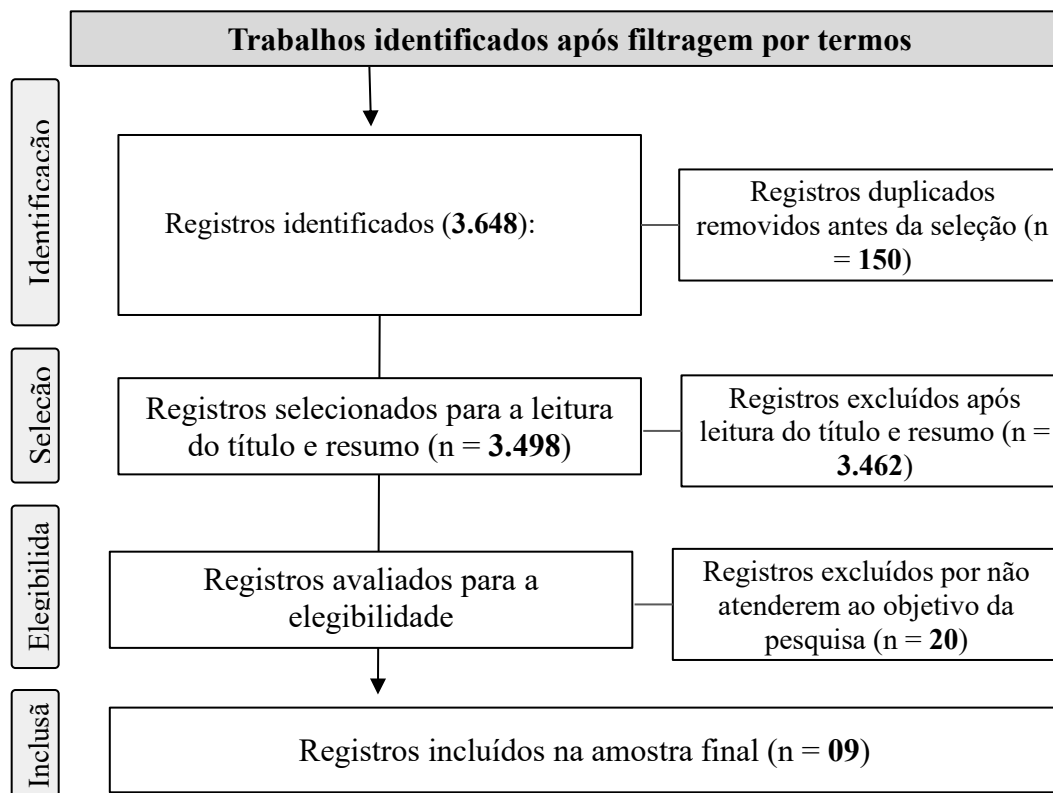 Trabalhos identificados após filtragem por termos
Identificação
Registros identificados (3.648):
Registros duplicados
removidos antes da seleção (n
= 150)
Seleção
Registros selecionados para a leitura
do título e resumo (n = 3.498)
Registros excluídos após
leitura do título e resumo (n =
3.462)
Elegibilida
Registros avaliados para a
elegibilidade
Registros excluídos por não
atenderem ao objetivo da
pesquisa (n = 20)
Inclusã
Registros incluídos na amostra final (n = 09)